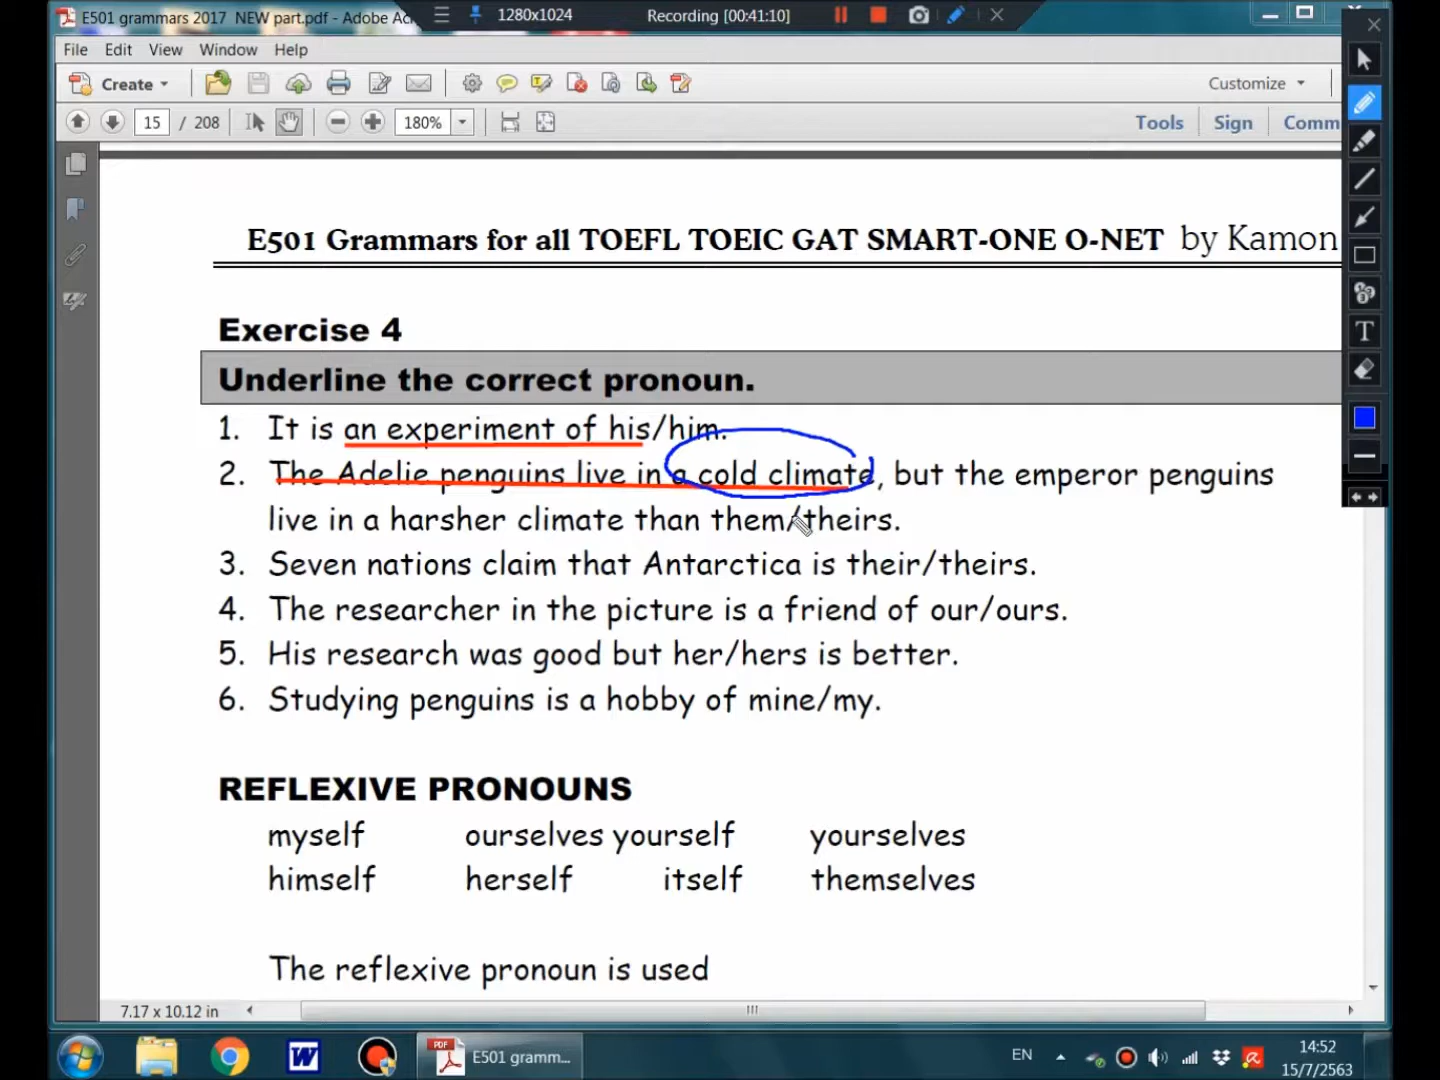 E501 grammars 2017 NEW part.pdf - Adobe Ac
1280x1024
Recording [00:41:10]
File Edit View Window Help
Create
Customize
15 / 208
180%
Tools Sign Comm
E501 Grammars for all TOEFL TOEIC GAT SMART-ONE O-NET by Kamon
Exercise 4
Underline the correct pronoun.
1. It is an experiment of his/him.
2. The Adelie penguins live in a cold climate, but the emperor penguins
live in a harsher climate than them/theirs.
3. Seven nations claim that Antarctica is their/theirs.
4. The researcher in the picture is a friend of our/ours.
5. His research was good but her/hers is better.
6. Studying penguins is a hobby of mine/my.
REFLEXIVE PRONOUNS
myself ourselves yourself yourselves
himself herself itself themselves
The reflexive pronoun is used
7.17 x 10.12 in
E501 gramm...
EN
14:52
15/7/2563